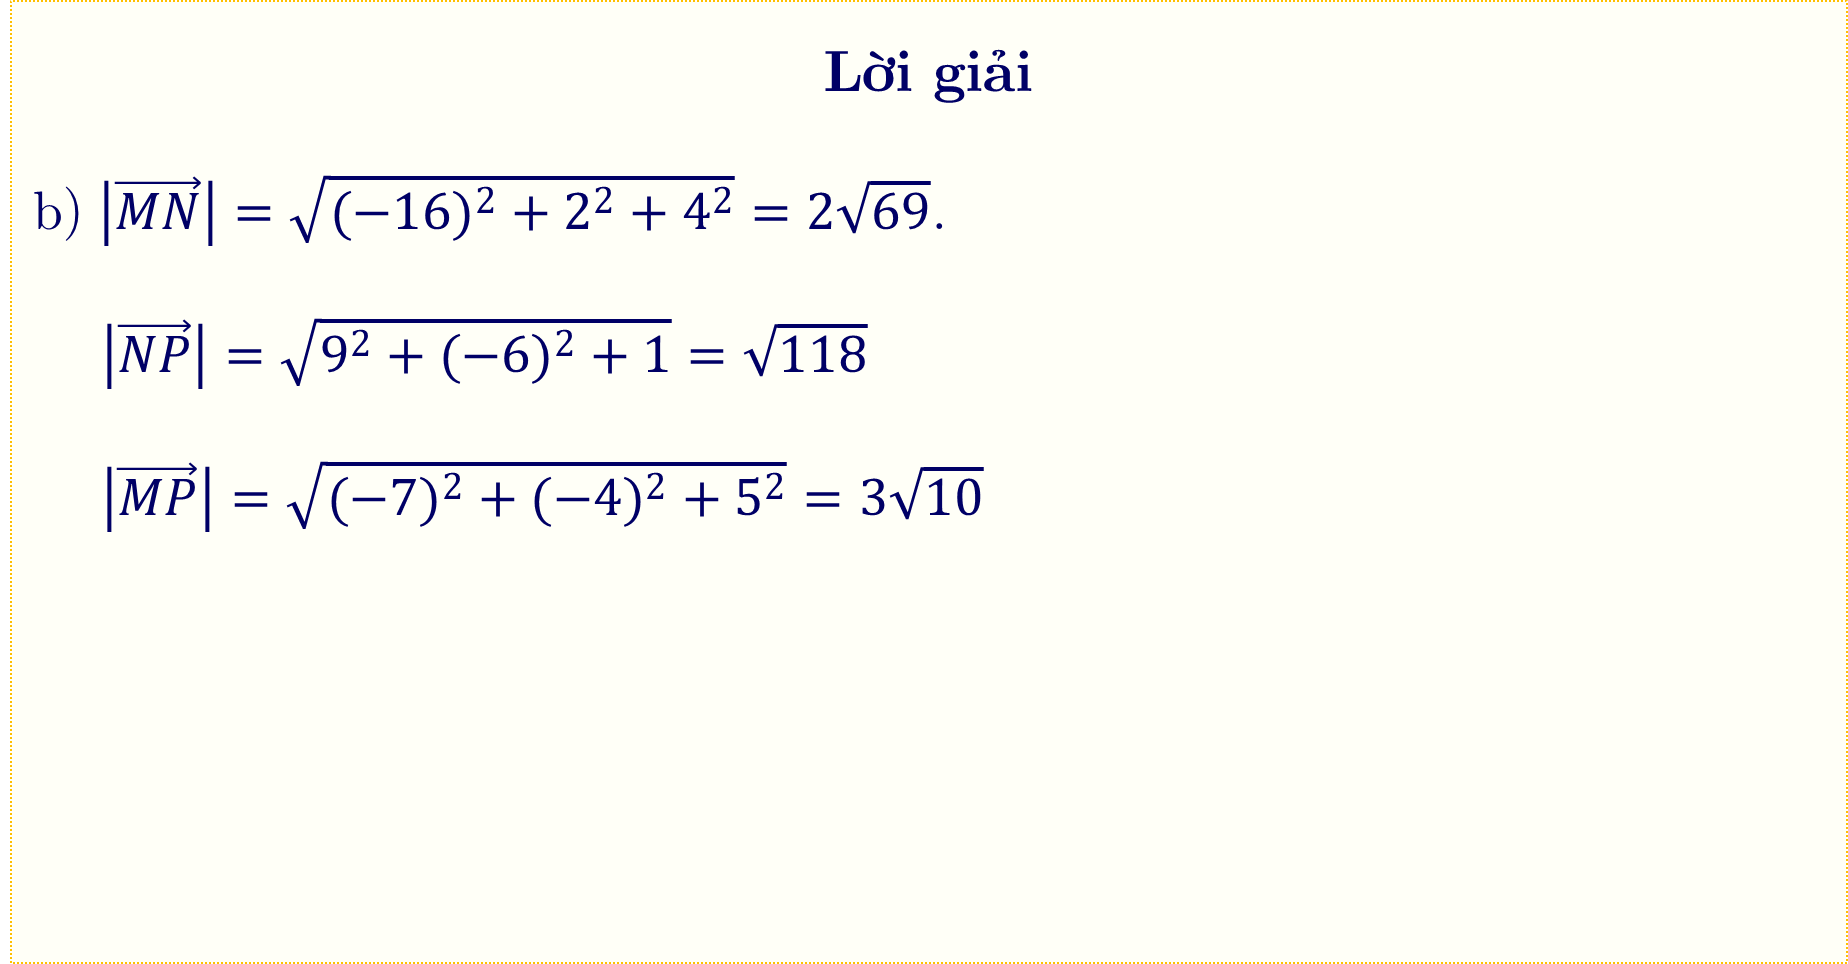 Lời giải
b) $|\overrightarrow{MN}| = \sqrt{(-16)^2 + 2^2 + 4^2} = 2\sqrt{69}.$
$|\overrightarrow{NP}| = \sqrt{9^2 + (-6)^2 + 1} = \sqrt{118}$
$|\overrightarrow{MP}| = \sqrt{(-7)^2 + (-4)^2 + 5^2} = 3\sqrt{10}$